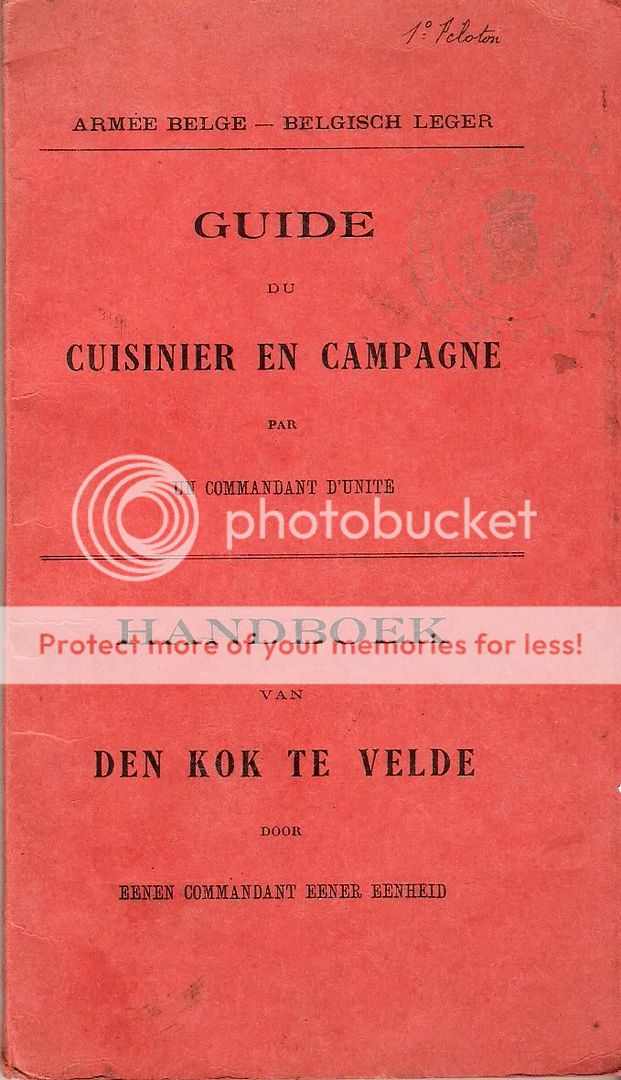 1º Peloton
ARMÉE BELGE — BELGISCH LEGER
GUIDE
DU
CUISINIER EN CAMPAGNE
PAR
UN COMMANDANT D'UNITÉ
photobucket
HANDBOEK
Protect more of your memories for less!
VAN
DEN KOK TE VELDE
DOOR
EENEN COMMANDANT EENER EENHEID